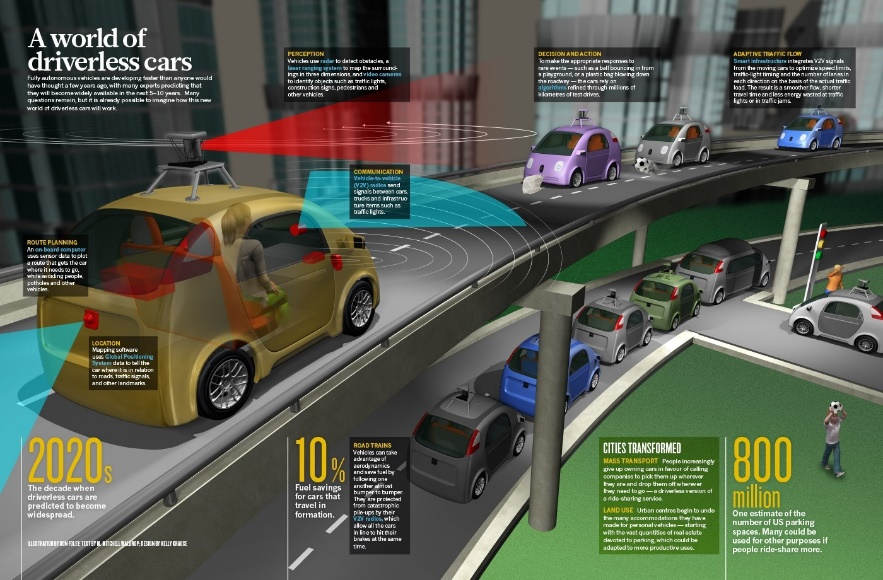 A world of
driverless cars
Fully autonomous vehicles are developing faster than anyone would
have thought a few years ago, with many experts predicting that
they will become widely available in the next 5–10 years. Many
questions remain, but it is already possible to imagine how this new
world of driverless cars will work.
PERCEPTION
Vehicles use radar to detect obstacles, a
laser ranging system to map the surround-
ings in three dimensions, and video cameras
to identify objects such as traffic lights,
construction signs, pedestrians and
other vehicles.
DECISION AND ACTION
To make the appropriate responses to
rare events — such as a ball bouncing in from
a playground, or a plastic bag blowing down
the roadway — the cars rely on
algorithms refined through millions of
kilometres of test drives.
ADAPTIVE TRAFFIC FLOW
Smart infrastructure integrates V2V signals
from the moving cars to optimize speed limits,
traffic-light timing and the number of lanes in
each direction on the basis of the actual traffic
load. The result is a smoother flow, shorter
travel time and less energy wasted at traffic
lights or in traffic jams.
COMMUNICATION
Vehicle-to-vehicle
(V2V) radios send
signals between cars,
trucks and infrastruc-
ture items such as
traffic lights.
ROUTE PLANNING
An on-board computer
uses sensor data to plot
a route that gets the car
where it needs to go,
while avoiding people,
potholes and other
vehicles.
LOCATION
Mapping software
uses Global Positioning
System data to tell the
car where it is in relation
to roads, traffic signals,
and other landmarks.
2020s
The decade when
driverless cars are
predicted to become
widespread.
10%
Fuel savings
for cars that
travel in
formation.
ROAD TRAINS
Vehicles can take
advantage of
aerodynamics
and save fuel by
following one
another almost
bumper to bumper.
They are protected
from catastrophic
pile-ups by their
V2V radios, which
allow all the cars
in line to hit their
brakes at the same
time.
CITIES TRANSFORMED
MASS TRANSPORT People increasingly
give up owning cars in favour of calling
companies to pick them up wherever
they are and drop them off wherever
they need to go — a driverless version of
a ride-sharing service.
LAND USE Urban centres begin to undo
the many accommodations they have
made for personal vehicles — starting
with the vast quantities of real estate
devoted to parking, which could be
adapted to more productive uses.
800
million
One estimate of the
number of US parking
spaces. Many could be
used for other purposes if
people ride-share more.
ILLUSTRATION BY DON FOLEY; TEXT BY M. MITCHELL WALDROP; DESIGN BY KELLY KRAUSE